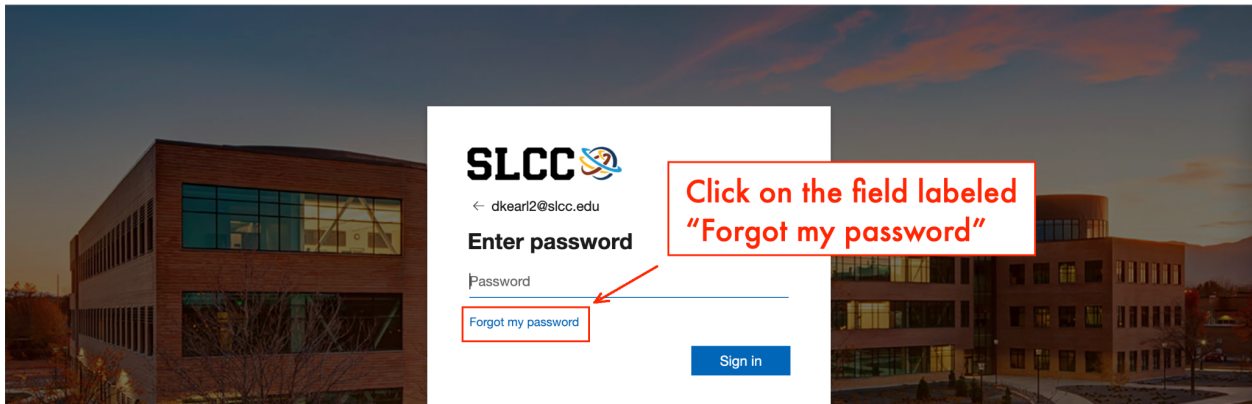 SLCC
← dkearl2@slcc.edu
Enter password
Password
Forgot my password
Sign in
Click on the field labeled
“Forgot my password”